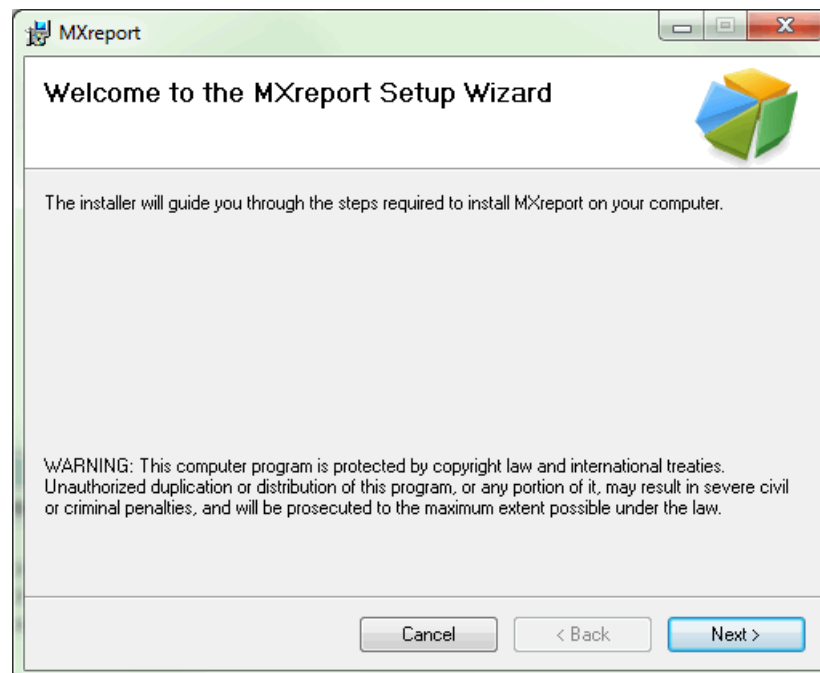 MXreport
Welcome to the MXreport Setup Wizard
The installer will guide you through the steps required to install MXreport on your computer.
WARNING: This computer program is protected by copyright law and international treaties.
Unauthorized duplication or distribution of this program, or any portion of it, may result in severe civil
or criminal penalties, and will be prosecuted to the maximum extent possible under the law.
Cancel < Back Next >